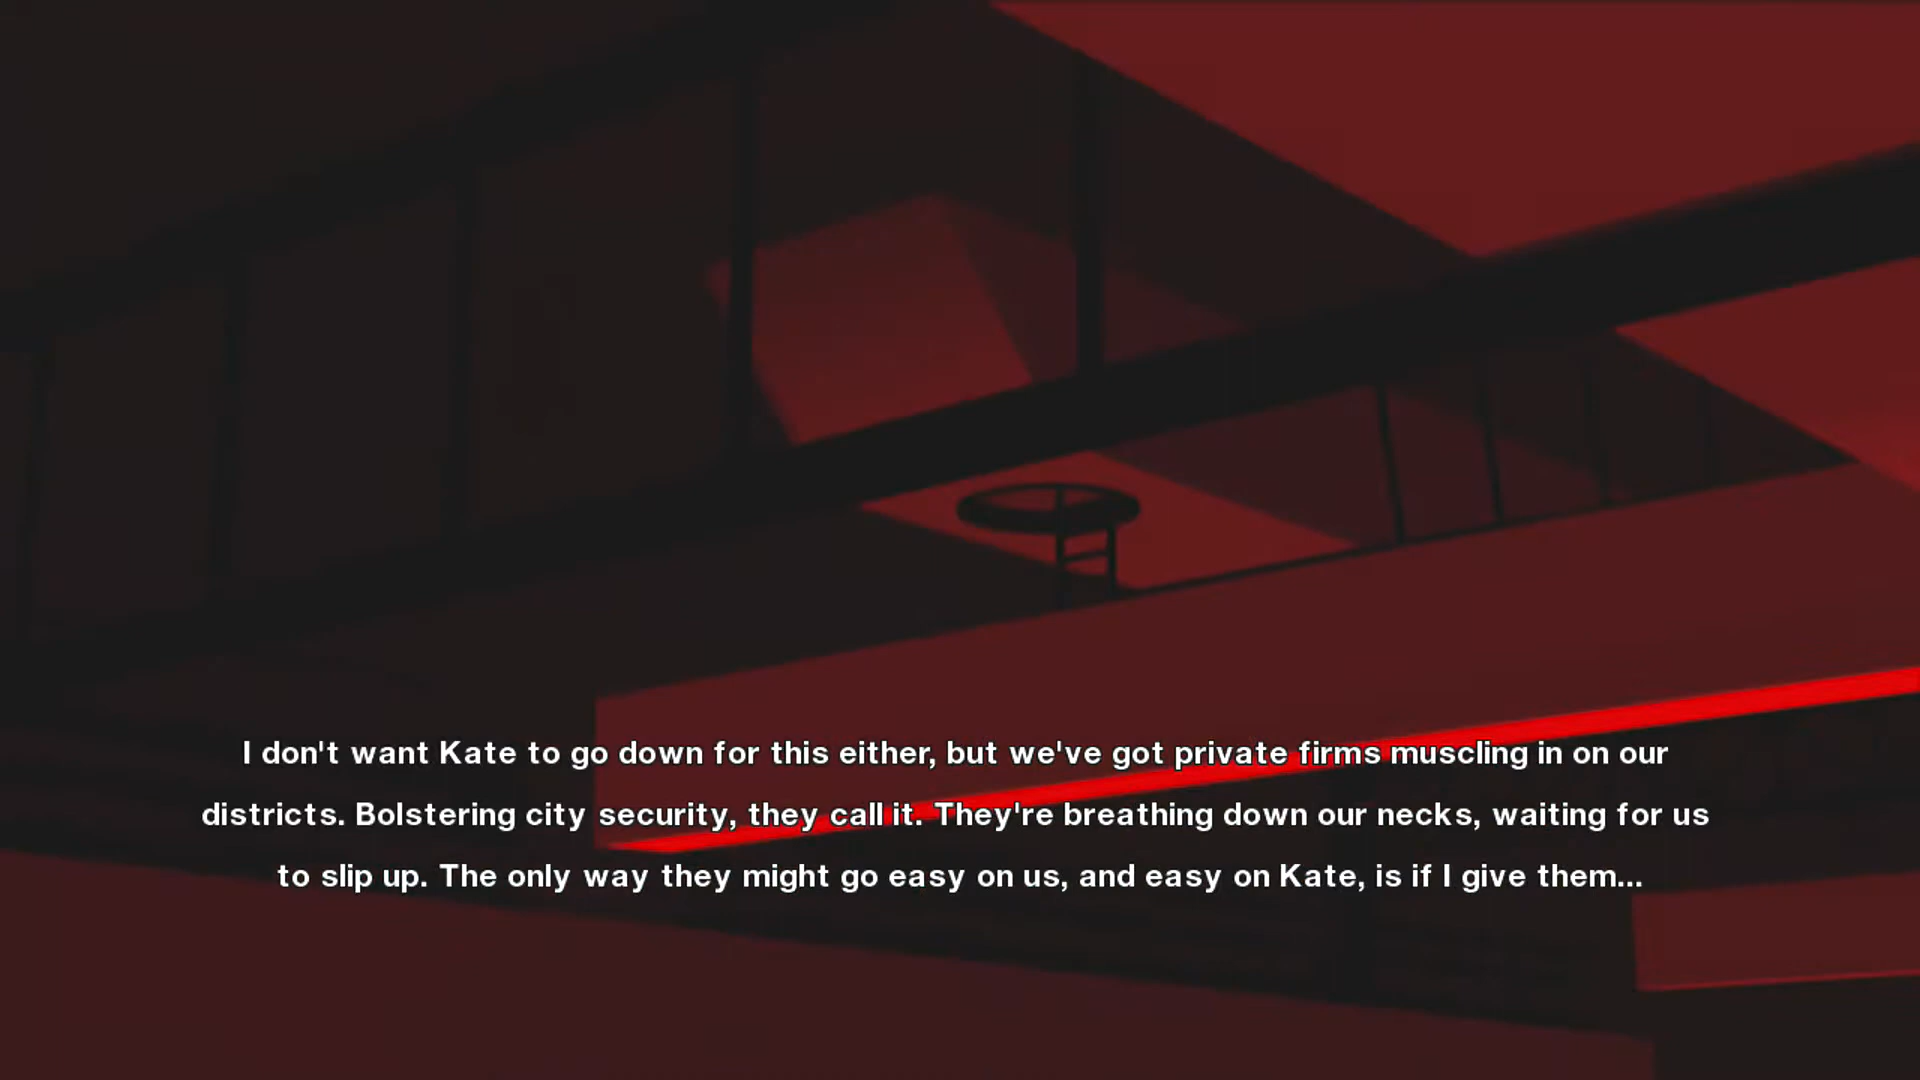 I don't want Kate to go down for this either, but we've got private firms muscling in on our
districts. Bolstering city security, they call it. They're breathing down our necks, waiting for us
to slip up. The only way they might go easy on us, and easy on Kate, is if I give them...